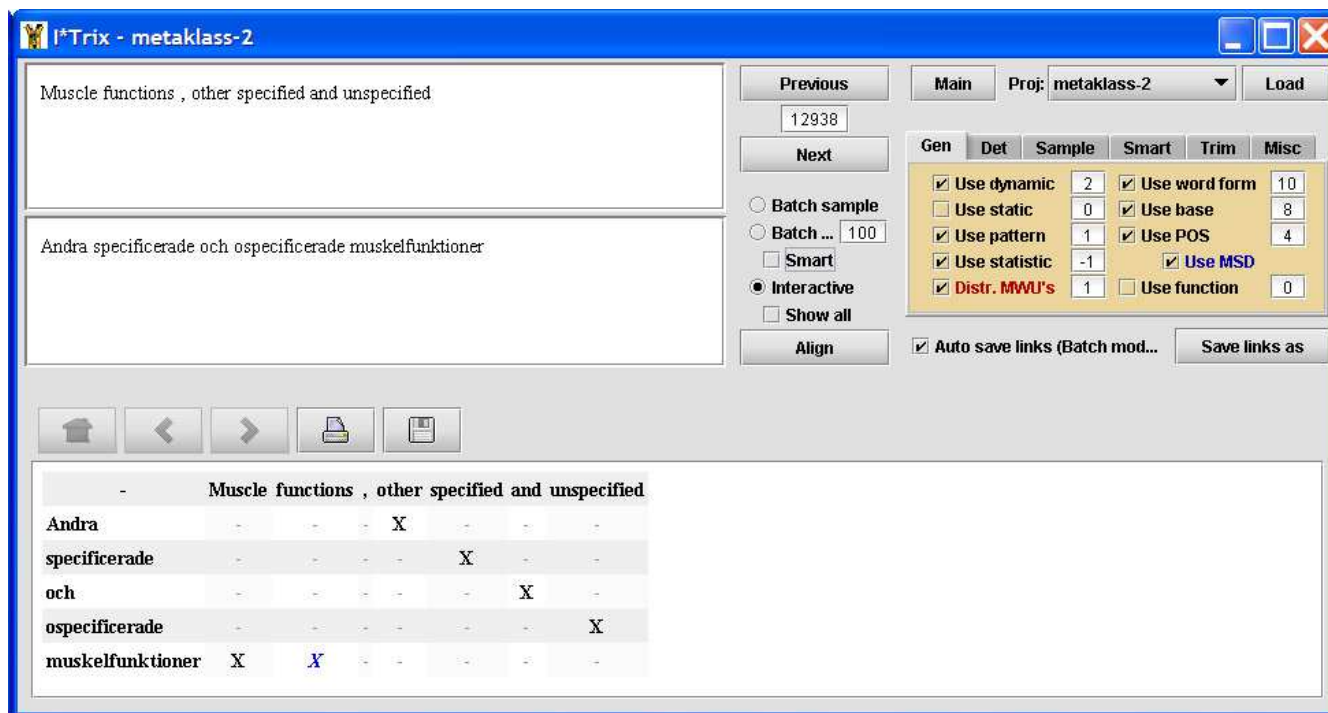 I*Trix - metaklass-2
Muscle functions , other specified and unspecified
Andra specificerade och ospecificerade muskelfunktioner
Previous
12938
Next
Batch sample
Batch ... 100
Smart
Interactive
Show all
Align
Main Proj: metaklass-2 Load
Gen Det Sample Smart Trim Misc
Use dynamic 2 Use word form 10
Use static 0 Use base 8
Use pattern 1 Use POS 4
Use statistic -1 Use MSD
Distr. MWU's 1 Use function 0
Auto save links (Batch mod... Save links as
- Muscle functions , other specified and unspecified
Andra - - - X - - -
specificerade - - - - X - -
och - - - - - X -
ospecificerade - - - - - - X
muskelfunktioner X X - - - - -